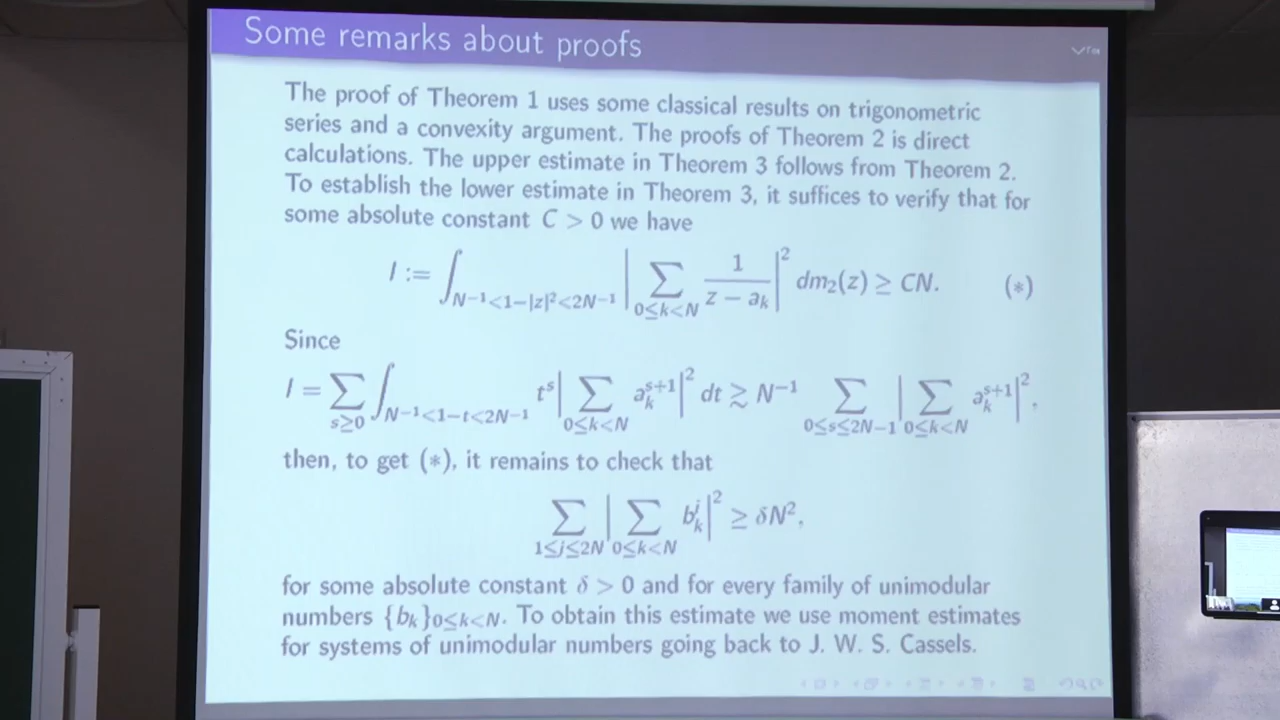 Some remarks about proofs
The proof of Theorem 1 uses some classical results on trigonometric
series and a convexity argument. The proofs of Theorem 2 is direct
calculations. The upper estimate in Theorem 3 follows from Theorem 2.
To establish the lower estimate in Theorem 3, it suffices to verify that for
some absolute constant C > 0 we have
I := ∫_{N^{-1}<1-|z|^2<2N^{-1}} |∑_{0≤k<N} 1/(z − a_k)|^2 dm_2(z) ≥ CN. (∗)
Since
I = ∑_{s≥0} ∫_{N^{-1}<1-t<2N^{-1}} t^s |∑_{0≤k<N} a_k^{s+1}|^2 dt ≳ N^{-1} ∑_{0≤s≤2N-1} |∑_{0≤k<N} a_k^{s+1}|^2,
then, to get (∗), it remains to check that
∑_{1≤j≤2N} |∑_{0≤k<N} b_k^j|^2 ≥ δN^2,
for some absolute constant δ > 0 and for every family of unimodular
numbers {b_k}_{0≤k<N}. To obtain this estimate we use moment estimates
for systems of unimodular numbers going back to J. W. S. Cassels.